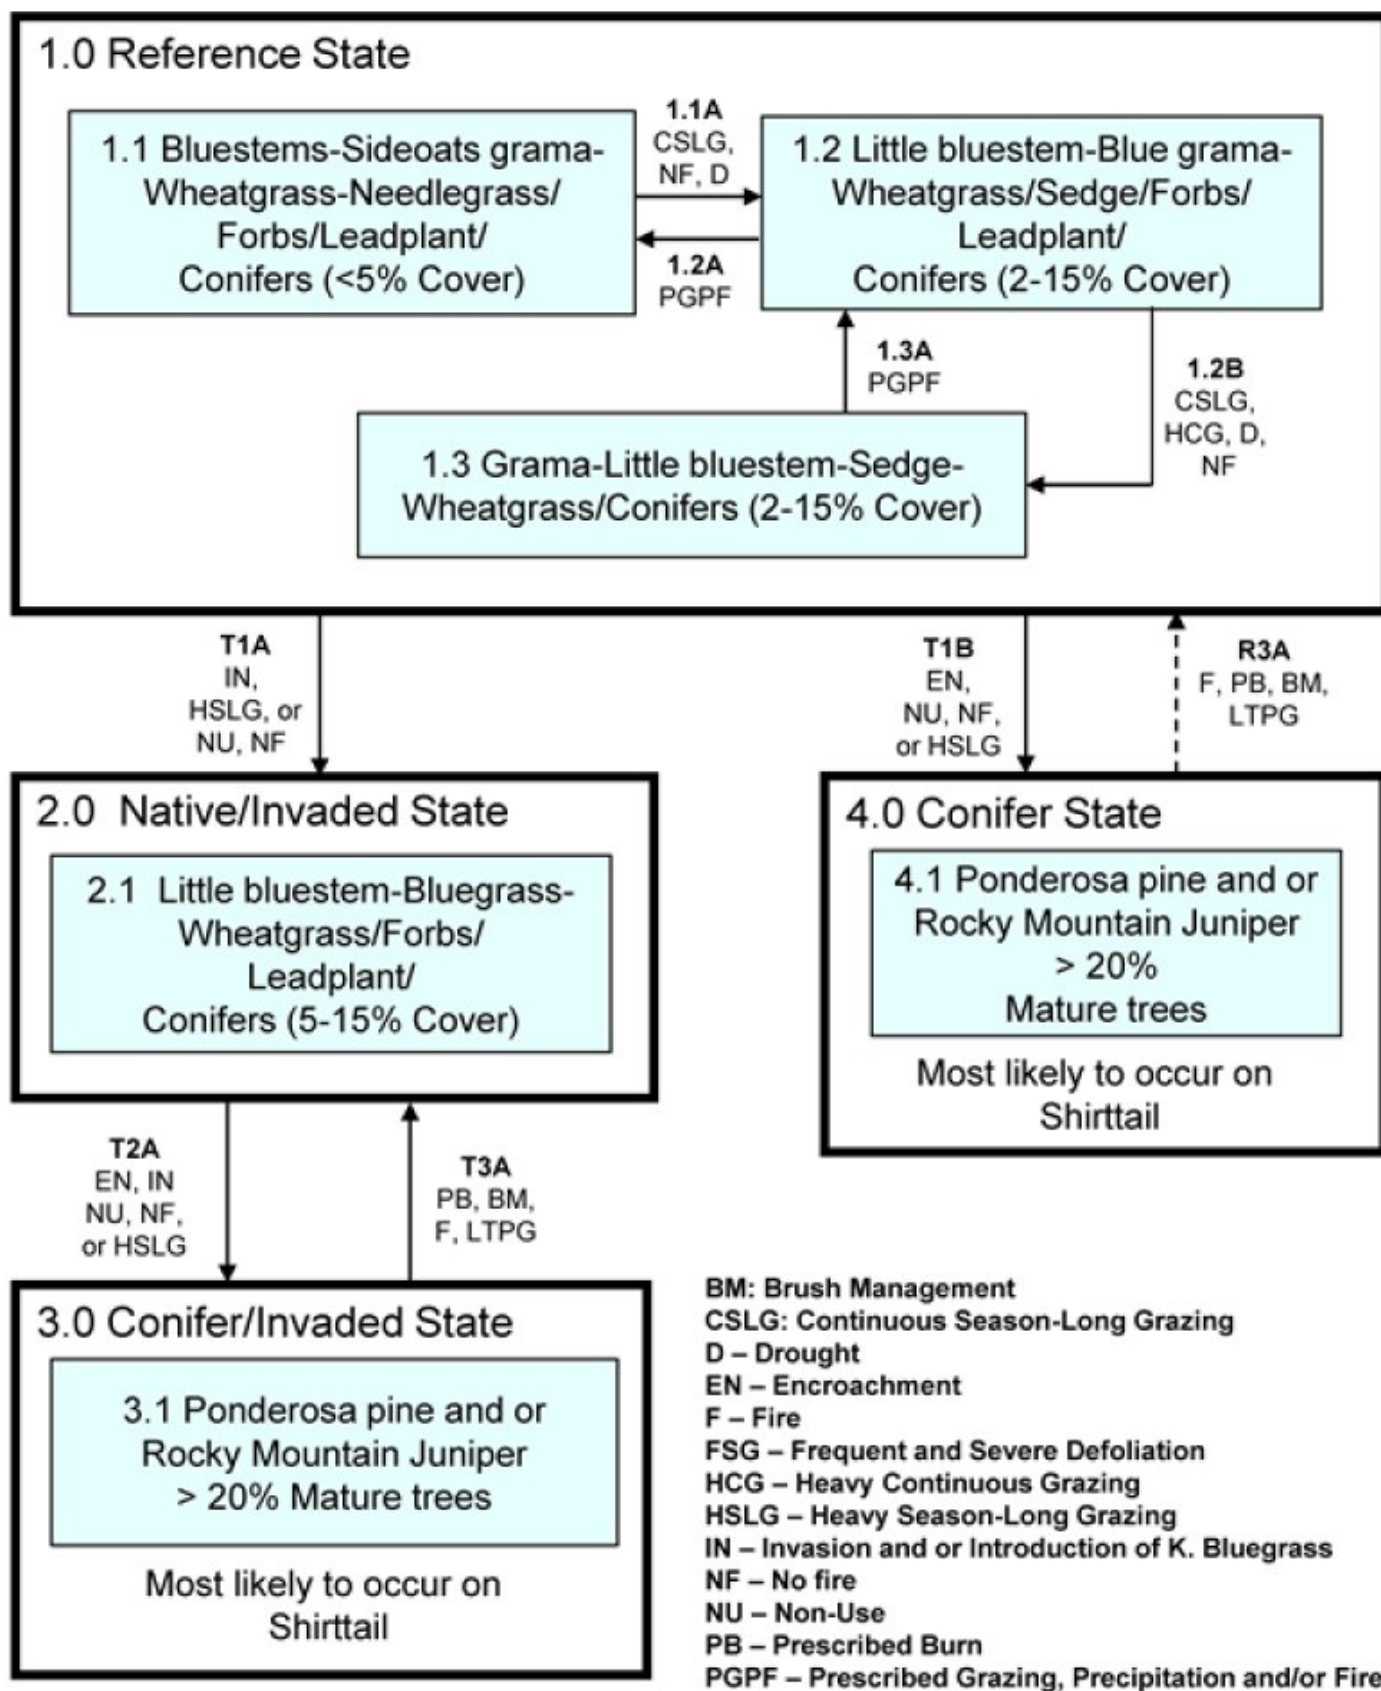 1.0 Reference State
1.1 Bluestems-Sideoats grama-
Wheatgrass-Needlegrass/
Forbs/Leadplant/
Conifers (<5% Cover)
1.1A
CSLG,
NF, D
1.2A
PGPF
1.2 Little bluestem-Blue grama-
Wheatgrass/Sedge/Forbs/
Leadplant/
Conifers (2-15% Cover)
1.3A
PGPF
1.2B
CSLG,
HCG, D,
NF
1.3 Grama-Little bluestem-Sedge-
Wheatgrass/Conifers (2-15% Cover)
T1A
IN,
HSLG, or
NU, NF
T1B
EN,
NU, NF,
or HSLG
R3A
F, PB, BM,
LTPG
2.0 Native/Invaded State
2.1 Little bluestem-Bluegrass-
Wheatgrass/Forbs/
Leadplant/
Conifers (5-15% Cover)
4.0 Conifer State
4.1 Ponderosa pine and or
Rocky Mountain Juniper
> 20%
Mature trees
Most likely to occur on
Shirttail
T2A
EN, IN
NU, NF,
or HSLG
T3A
PB, BM,
F, LTPG
3.0 Conifer/Invaded State
3.1 Ponderosa pine and or
Rocky Mountain Juniper
> 20% Mature trees
Most likely to occur on
Shirttail
BM: Brush Management
CSLG: Continuous Season-Long Grazing
D – Drought
EN – Encroachment
F – Fire
FSG – Frequent and Severe Defoliation
HCG – Heavy Continuous Grazing
HSLG – Heavy Season-Long Grazing
IN – Invasion and or Introduction of K. Bluegrass
NF – No fire
NU – Non-Use
PB – Prescribed Burn
PGPF – Prescribed Grazing, Precipitation and/or Fire